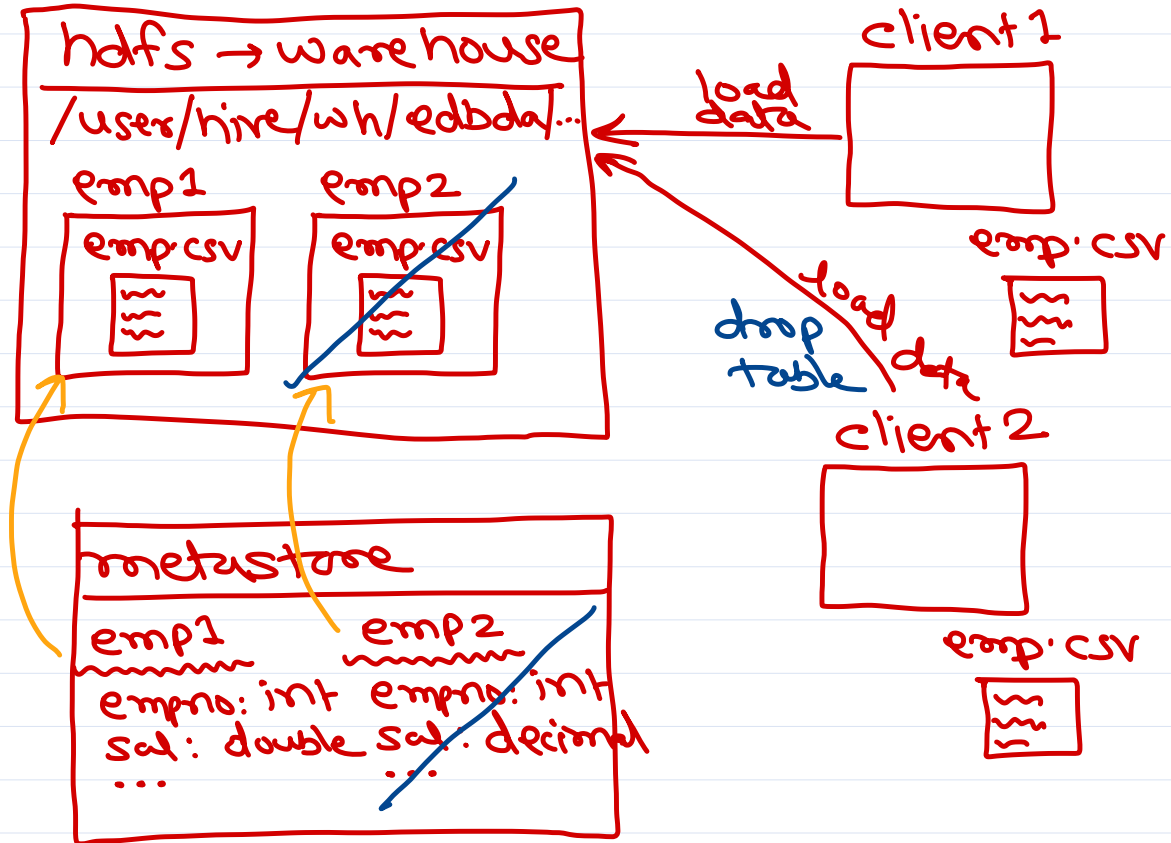 hdfs → warehouse
/user/hive/wh/edbda/...
emp1
emp2
emp.csv
emp.csv
load
data
client1
emp.csv
load
data
drop
table
client2
emp.csv
metastore
emp1
emp2
empno: int
empno: int
sal: double
sal: decimal
...
...